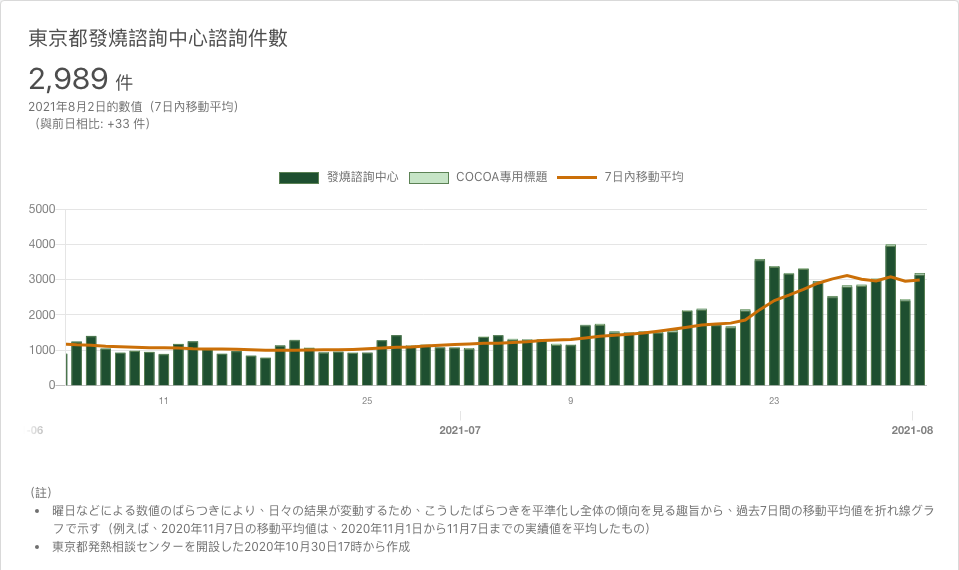 東京都發燒諮詢中心諮詢件數
2,989 件
2021年8月2日的數值（7日內移動平均）
（與前日相比: +33 件）
發燒諮詢中心 COCOA專用標題 7日內移動平均
5000
4000
3000
2000
1000
0
11 25 9 23
-06 2021-07 2021-08
（註）
• 曜日などによる数値のばらつきにより、日々の結果が変動するため、こうしたばらつきを平準化し全体の傾向を見る趣旨から、過去7日間の移動平均値を折れ線グラ
フで示す（例えば、2020年11月7日の移動平均値は、2020年11月1日から11月7日までの実績値を平均したもの）
• 東京都発熱相談センターを開設した2020年10月30日17時から作成